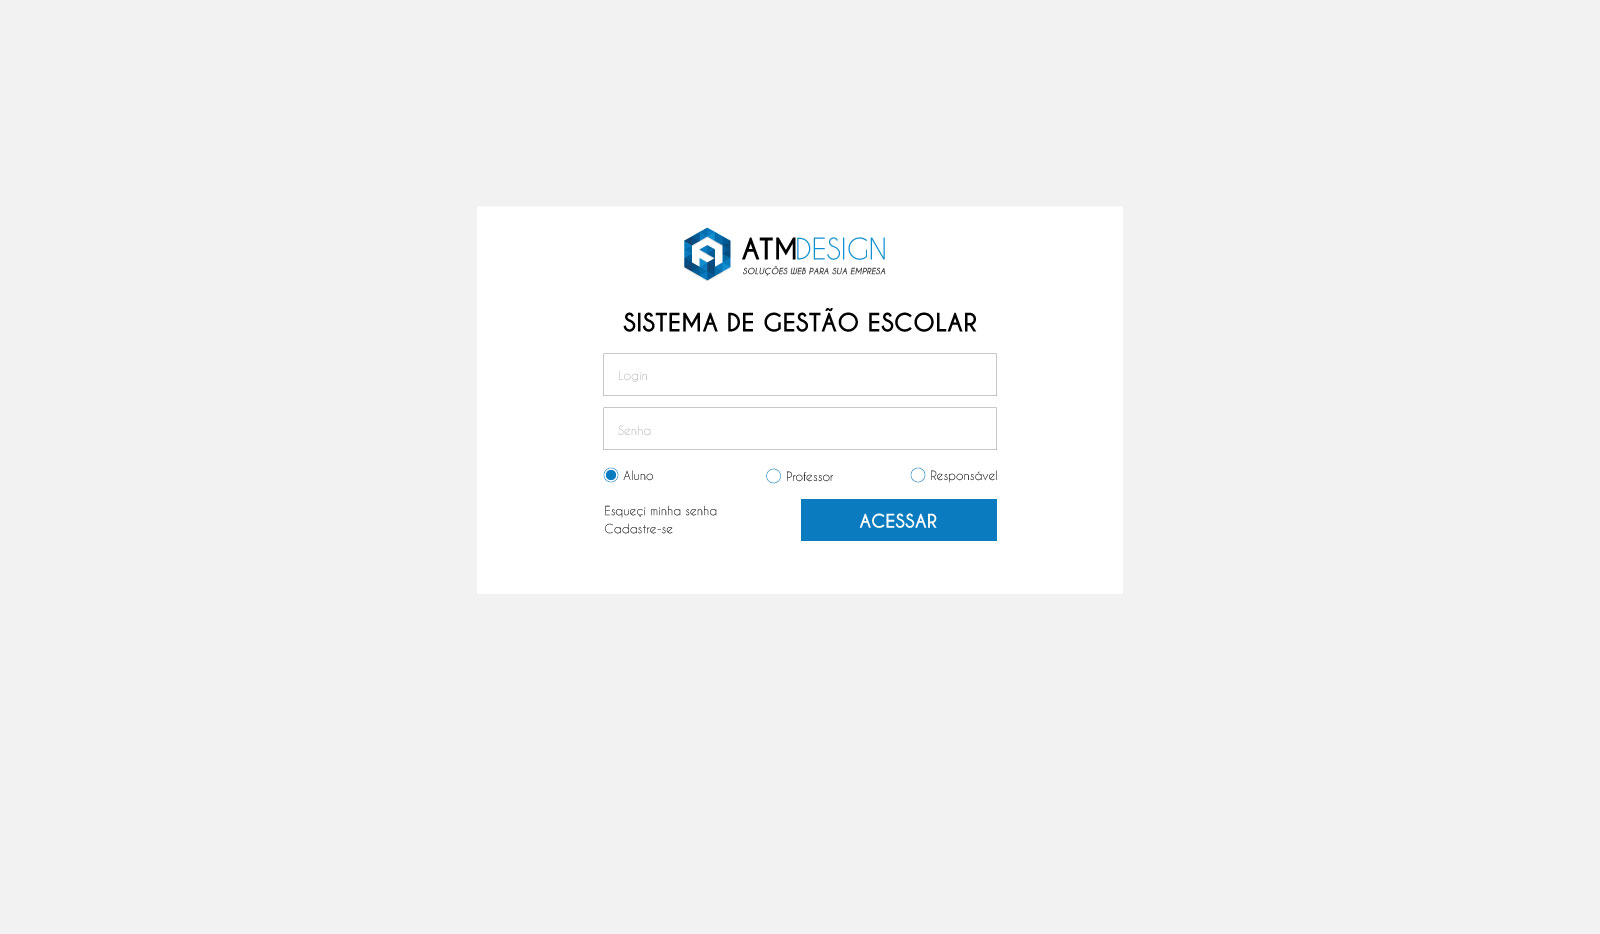 ATMDESIGN
SOLUÇÕES WEB PARA SUA EMPRESA
SISTEMA DE GESTÃO ESCOLAR
Login
Senha
Aluno Professor Responsável
Esqueçi minha senha
Cadastre-se
ACESSAR